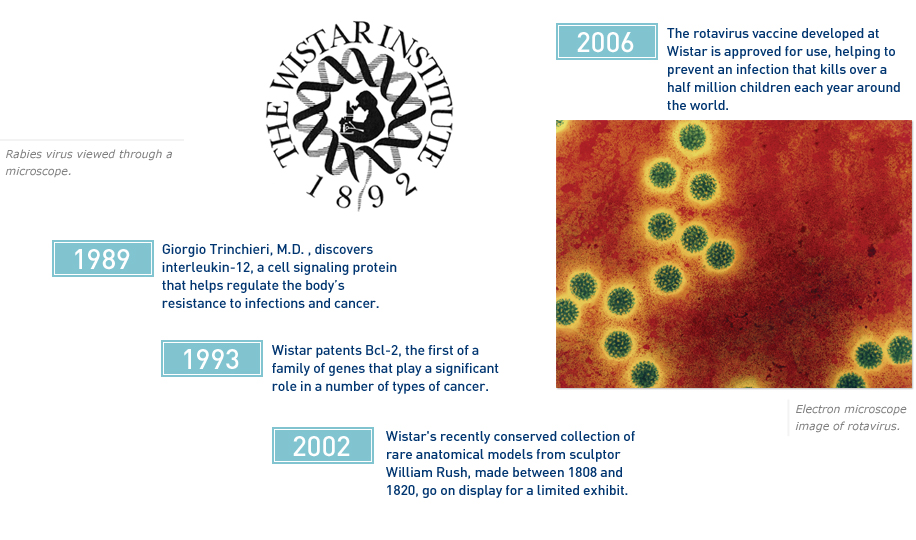 THE WISTAR INSTITUTE
1892
Rabies virus viewed through a
microscope.
1989
Giorgio Trinchieri, M.D. , discovers
interleukin-12, a cell signaling protein
that helps regulate the body’s
resistance to infections and cancer.
1993
Wistar patents Bcl-2, the first of a
family of genes that play a significant
role in a number of types of cancer.
2002
Wistar's recently conserved collection of
rare anatomical models from sculptor
William Rush, made between 1808 and
1820, go on display for a limited exhibit.
2006
The rotavirus vaccine developed at
Wistar is approved for use, helping to
prevent an infection that kills over a
half million children each year around
the world.
Electron microscope
image of rotavirus.